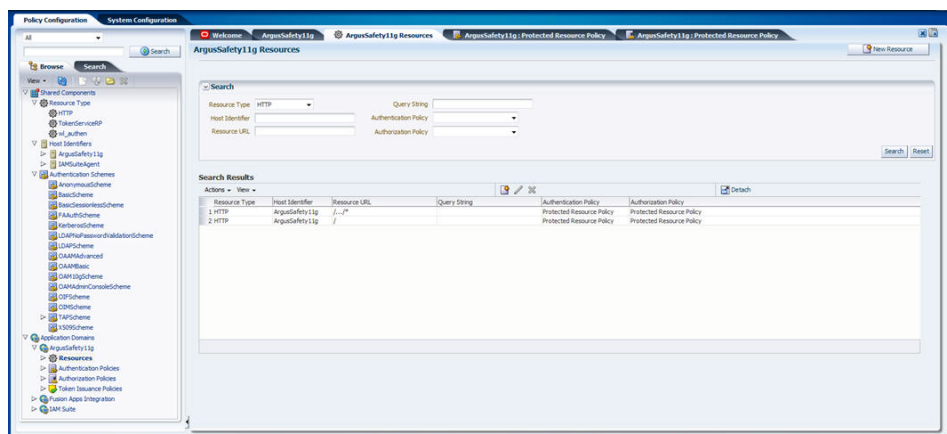 Policy Configuration System Configuration
All
Search
Browse Search
View
Shared Components
Resource Type
HTTP
TokenServiceRP
wl_authen
Host Identifiers
ArgusSafety11g
IAMSuiteAgent
Authentication Schemes
AnonymousScheme
BasicScheme
BasicSessionlessScheme
FAAuthScheme
KerberosScheme
LDAPNoPasswordValidationScheme
LDAPScheme
OAAMAdvanced
OAAMBasic
OAM10gScheme
OAMAdminConsoleScheme
OIFScheme
OIMScheme
TAPScheme
X509Scheme
Application Domains
ArgusSafety11g
Resources
Authentication Policies
Authorization Policies
Token Issuance Policies
Fusion Apps Integration
IAM Suite
Welcome ArgusSafety11g ArgusSafety11g Resources ArgusSafety11g : Protected Resource Policy ArgusSafety11g : Protected Resource Policy
ArgusSafety11g Resources New Resource
Search
Resource Type HTTP Query String
Host Identifier Authentication Policy
Resource URL Authorization Policy
Search Reset
Search Results
Actions View Detach
Resource Type Host Identifier Resource URL Query String Authentication Policy Authorization Policy
1 HTTP ArgusSafety11g /.../* Protected Resource Policy Protected Resource Policy
2 HTTP ArgusSafety11g / Protected Resource Policy Protected Resource Policy